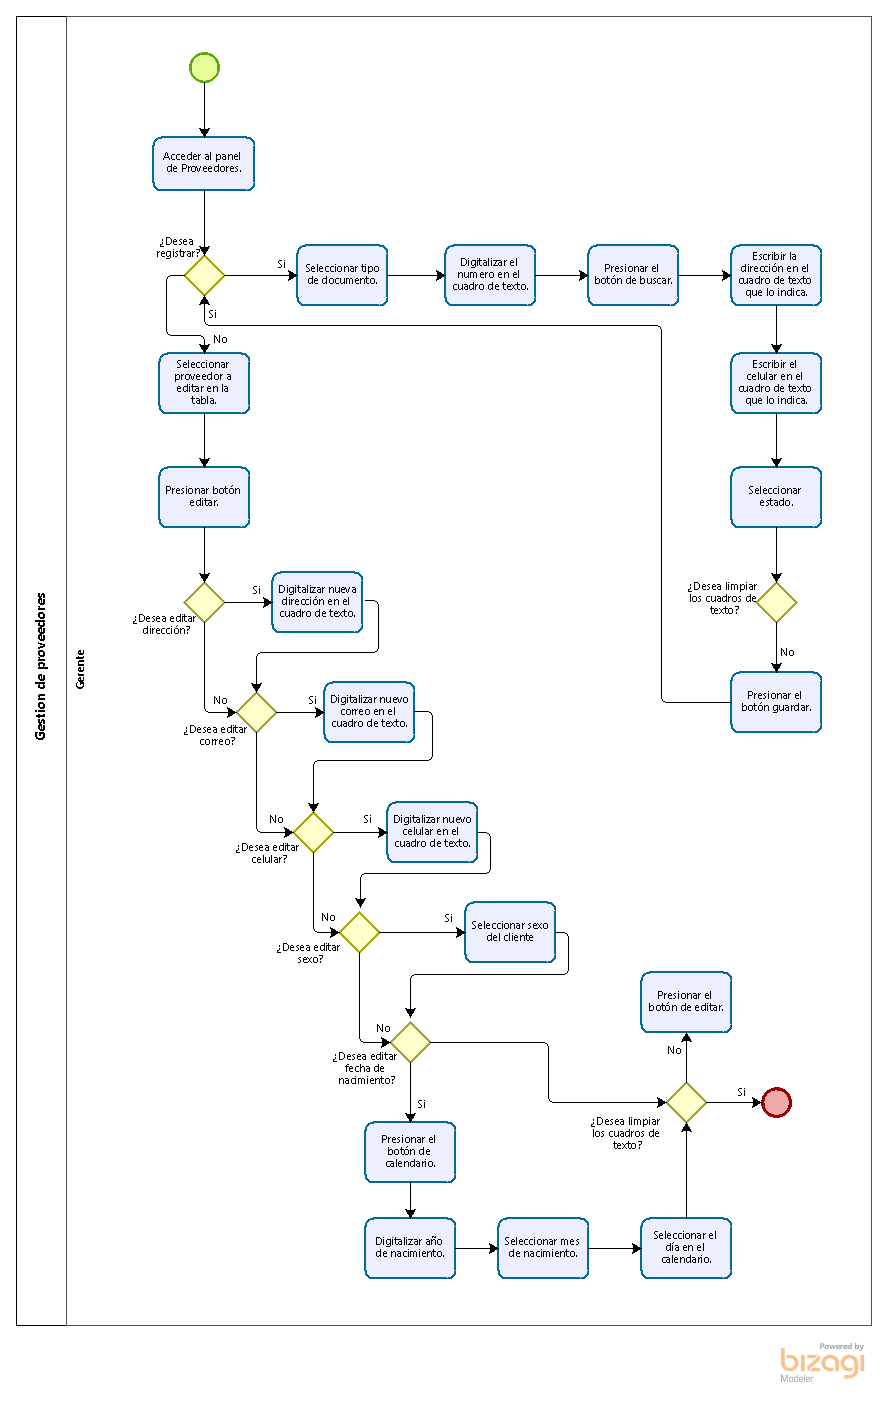 Gestion de proveedores
Gerente
Acceder al panel
de Proveedores.
¿Desea
registrar?
Si
Seleccionar tipo
de documento.
Digitalizar el
numero en el
cuadro de texto.
Presionar el
botón de buscar.
Escribir la
dirección en el
cuadro de texto
que lo indica.
Si
No
Seleccionar
proveedor a
editar en la
tabla.
Escribir el
celular en el
cuadro de texto
que lo indica.
Presionar botón
editar.
Seleccionar
estado.
¿Desea editar
dirección?
Si
Digitalizar nueva
dirección en el
cuadro de texto.
¿Desea limpiar
los cuadros de
texto?
No
Presionar el
botón guardar.
No
¿Desea editar
correo?
Si
Digitalizar nuevo
correo en el
cuadro de texto.
No
¿Desea editar
celular?
Si
Digitalizar nuevo
celular en el
cuadro de texto.
No
¿Desea editar
sexo?
Si
Seleccionar sexo
del cliente
No
¿Desea editar
fecha de
nacimiento?
Si
Presionar el
botón de editar.
No
¿Desea limpiar
los cuadros de
texto?
Si
Presionar el
botón de
calendario.
Digitalizar año
de nacimiento.
Seleccionar mes
de nacimiento.
Seleccionar el
día en el
calendario.
Powered by
bizagi
Modeler